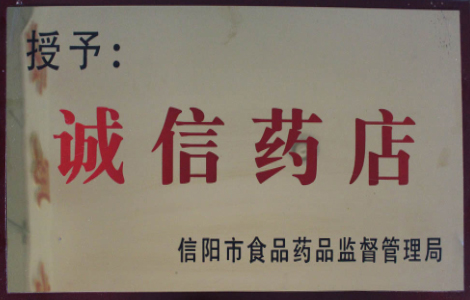 授予：
诚信药店
信阳市食品药品监督管理局